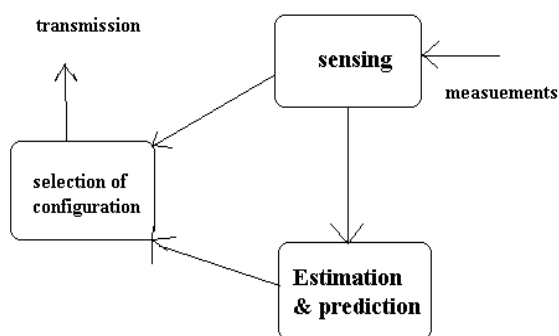 transmission
sensing
measuements
selection of
configuration
Estimation
& prediction